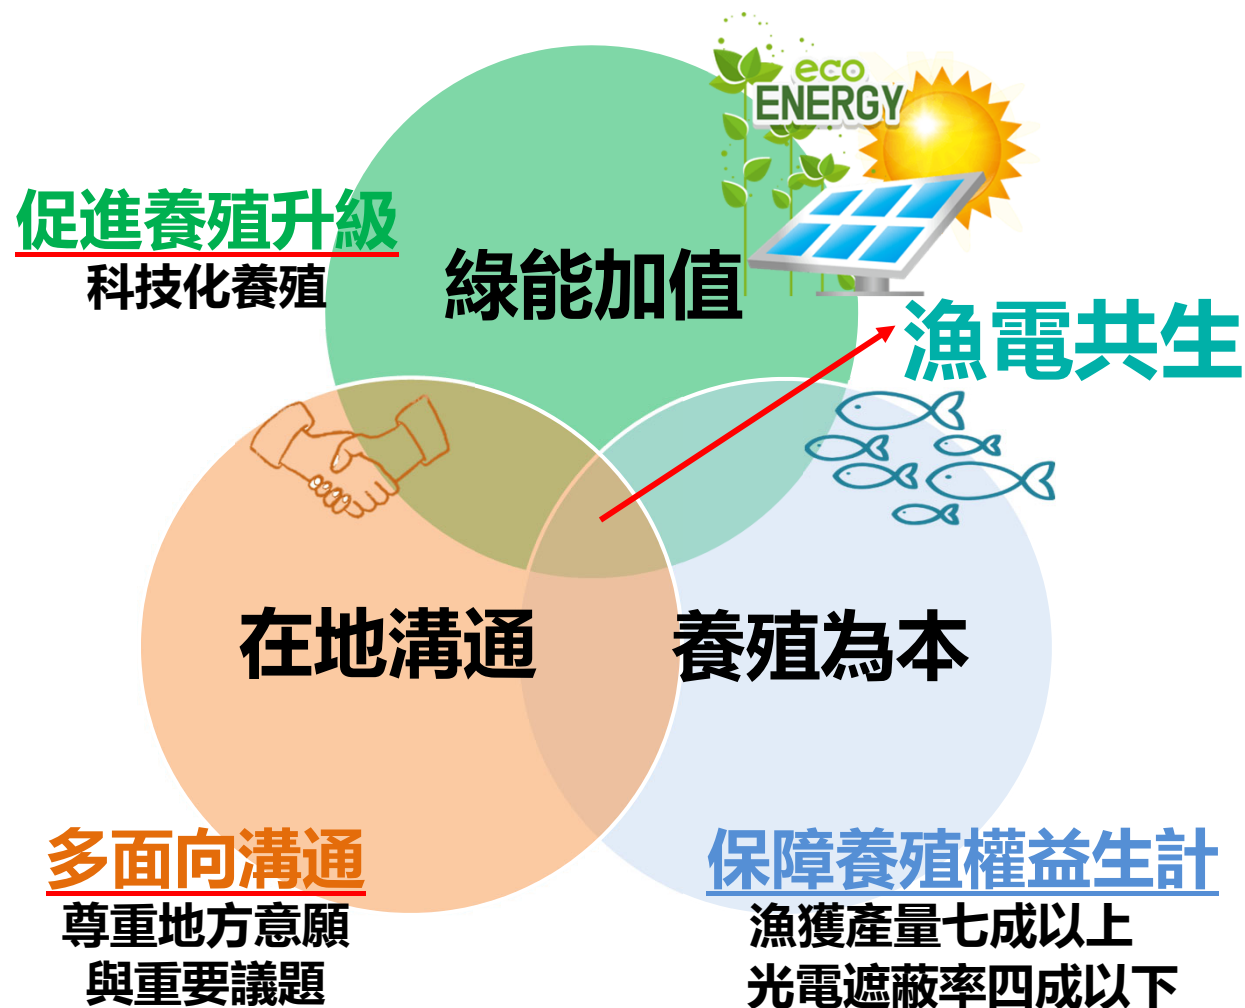 eco
ENERGY
促進養殖升級
科技化養殖
綠能加值
漁電共生
在地溝通
養殖為本
多面向溝通
尊重地方意願
與重要議題
保障養殖權益生計
漁獲產量七成以上
光電遮蔽率四成以下